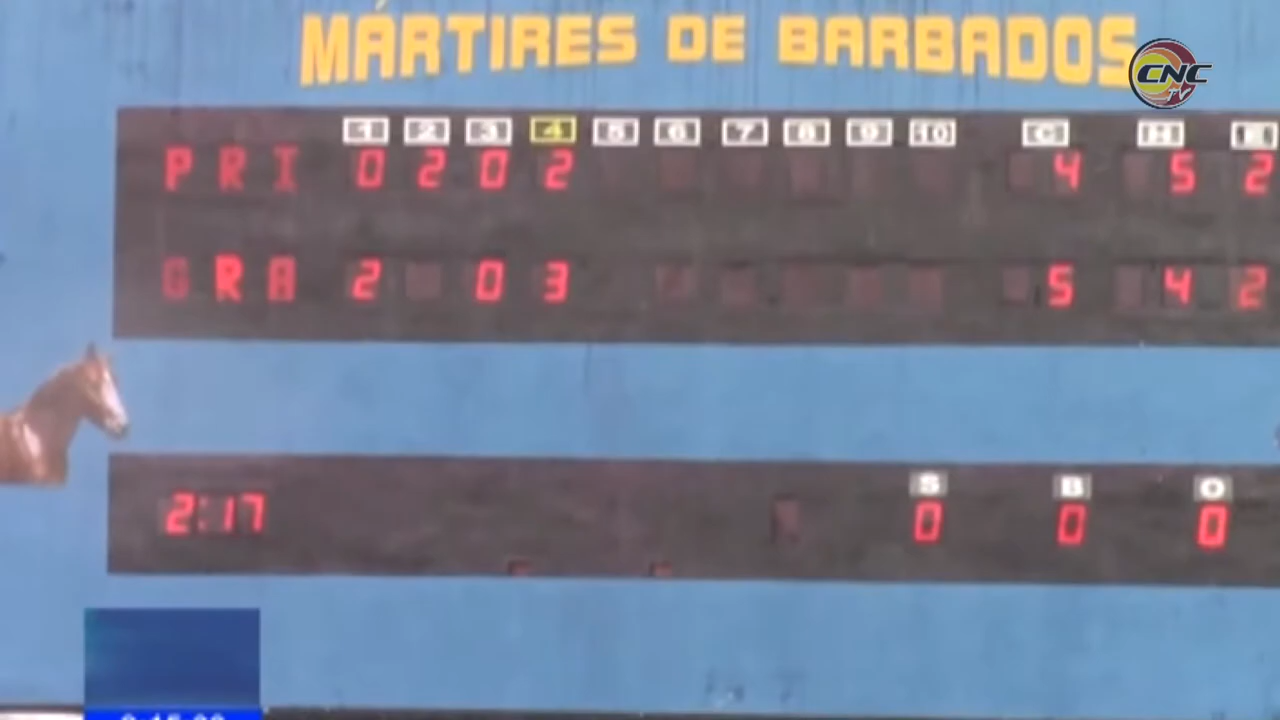 MÁRTIRES DE BARBADOS
CNC TV
1 2 3 4 5 6 7 8 9 10 C H E
PRI 0 2 0 2 4 5 2
GRA 2 0 3 5 4 2
S B O
2:17 0 0 0